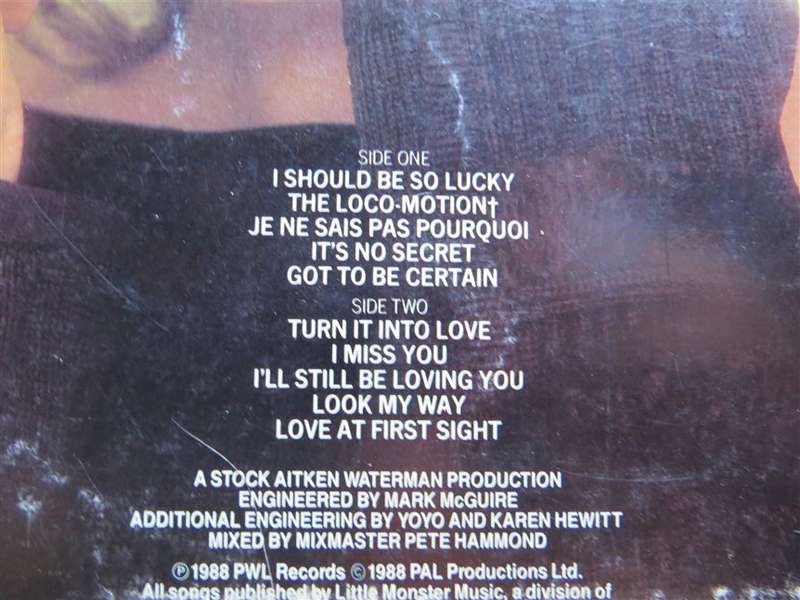 SIDE ONE
I SHOULD BE SO LUCKY
THE LOCO-MOTION†
JE NE SAIS PAS POURQUOI
IT'S NO SECRET
GOT TO BE CERTAIN
SIDE TWO
TURN IT INTO LOVE
I MISS YOU
I'LL STILL BE LOVING YOU
LOOK MY WAY
LOVE AT FIRST SIGHT
A STOCK AITKEN WATERMAN PRODUCTION
ENGINEERED BY MARK McGUIRE
ADDITIONAL ENGINEERING BY YOYO AND KAREN HEWITT
MIXED BY MIXMASTER PETE HAMMOND
℗ 1988 PWL Records © 1988 PAL Productions Ltd.
All songs published by Little Monster Music, a division of